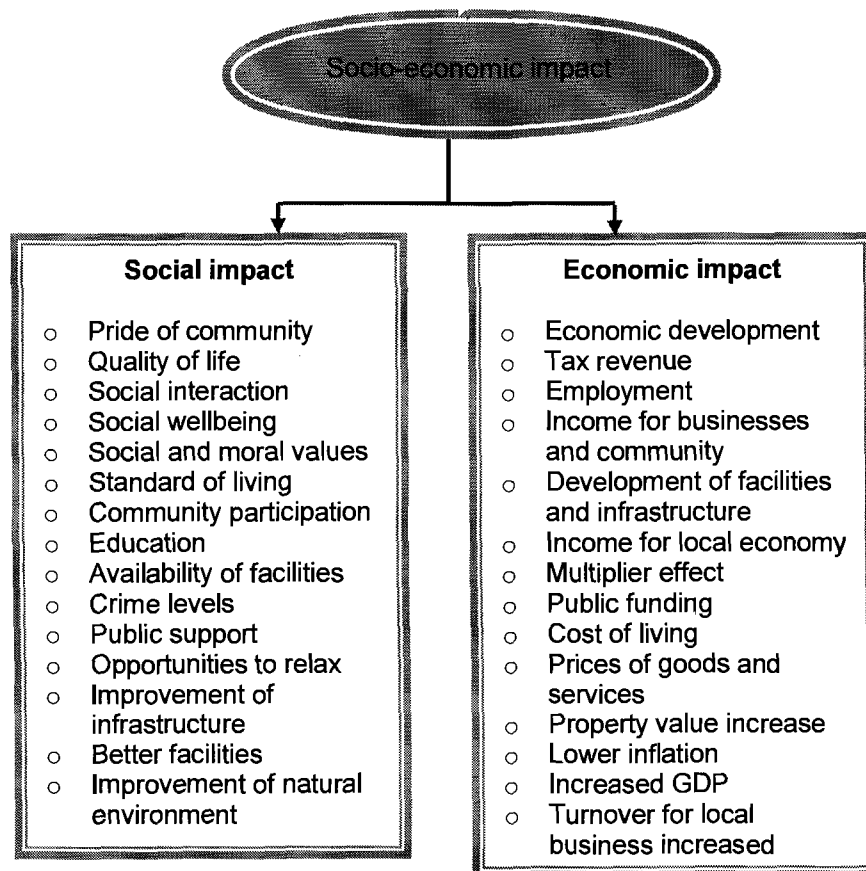 Socio-economic impact
Social impact
○ Pride of community
○ Quality of life
○ Social interaction
○ Social wellbeing
○ Social and moral values
○ Standard of living
○ Community participation
○ Education
○ Availability of facilities
○ Crime levels
○ Public support
○ Opportunities to relax
○ Improvement of
infrastructure
○ Better facilities
○ Improvement of natural
environment
Economic impact
○ Economic development
○ Tax revenue
○ Employment
○ Income for businesses
and community
○ Development of facilities
and infrastructure
○ Income for local economy
○ Multiplier effect
○ Public funding
○ Cost of living
○ Prices of goods and
services
○ Property value increase
○ Lower inflation
○ Increased GDP
○ Turnover for local
business increased